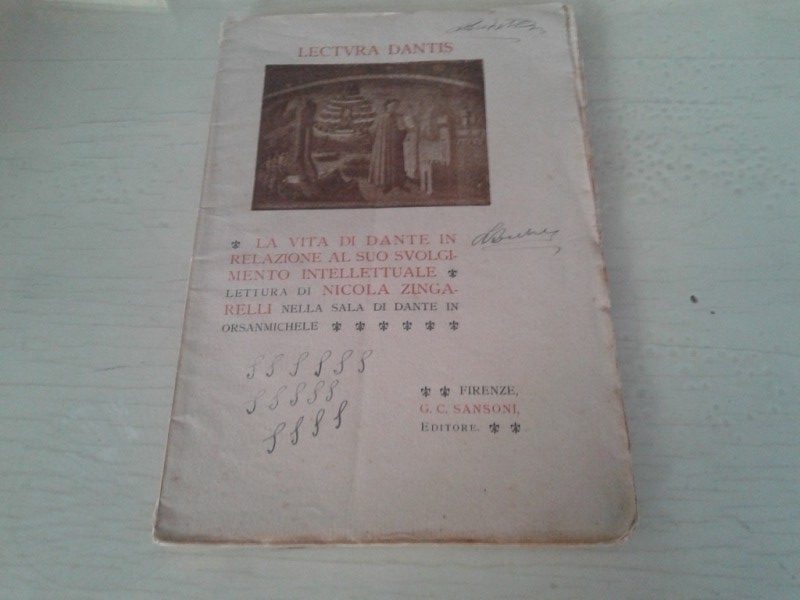 LECTVRA DANTIS
LA VITA DI DANTE IN
RELAZIONE AL SUO SVOLGI-
MENTO INTELLETTUALE
LETTURA DI NICOLA ZINGA-
RELLI NELLA SALA DI DANTE IN
ORSANMICHELE
FIRENZE,
G. C. SANSONI,
EDITORE.